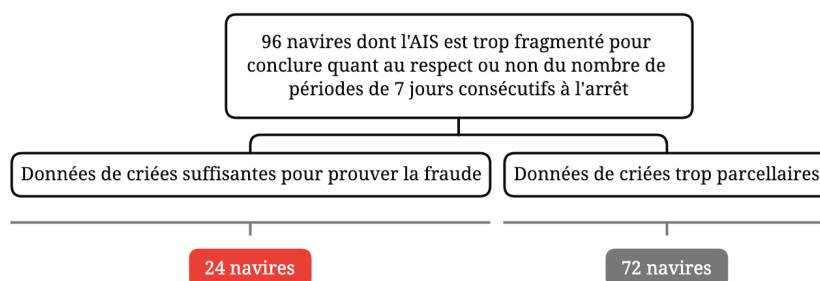 96 navires dont l'AIS est trop fragmenté pour
conclure quant au respect ou non du nombre de
périodes de 7 jours consécutifs à l'arrêt
Données de criées suffisantes pour prouver la fraude
Données de criées trop parcellaires
24 navires
72 navires